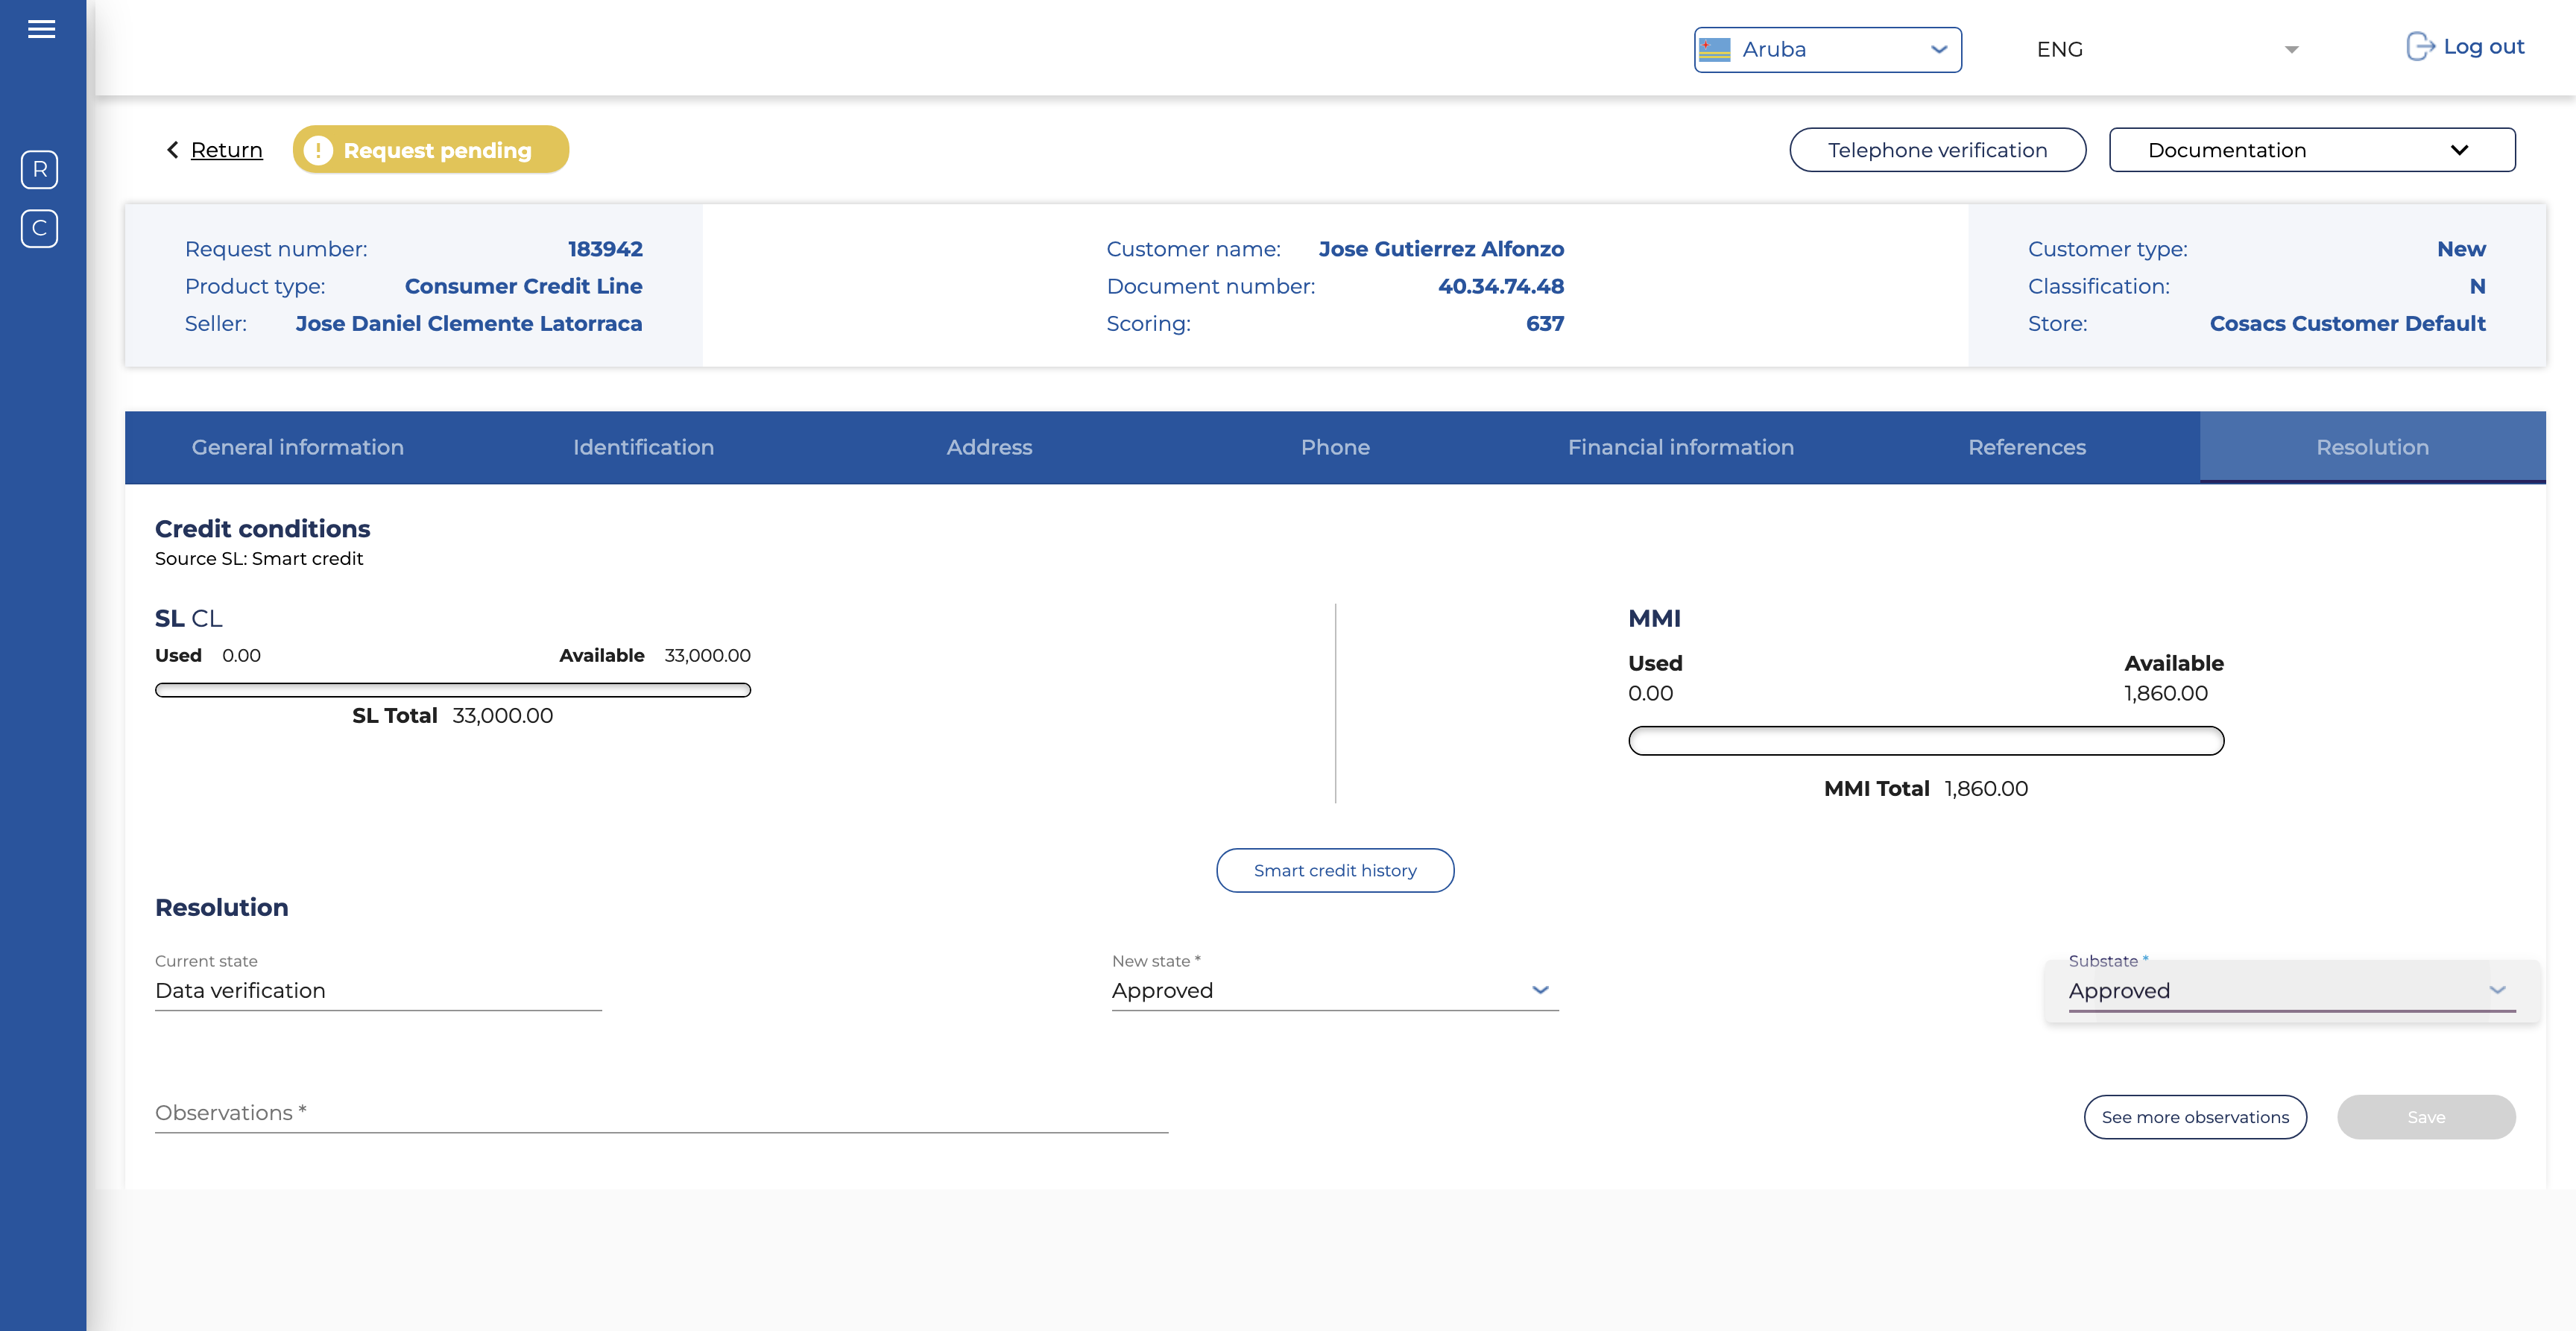 Aruba
ENG
Log out
R
C
Return
Request pending
Telephone verification
Documentation
Request number: 183942
Product type: Consumer Credit Line
Seller: Jose Daniel Clemente Latorraca
Customer name: Jose Gutierrez Alfonzo
Document number: 40.34.74.48
Scoring: 637
Customer type: New
Classification: N
Store: Cosacs Customer Default
General information
Identification
Address
Phone
Financial information
References
Resolution
Credit conditions
Source SL: Smart credit
SL CL
Used 0.00 Available 33,000.00
SL Total 33,000.00
MMI
Used Available
0.00 1,860.00
MMI Total 1,860.00
Smart credit history
Resolution
Current state
Data verification
New state *
Approved
Substate *
Approved
Observations *
See more observations
Save